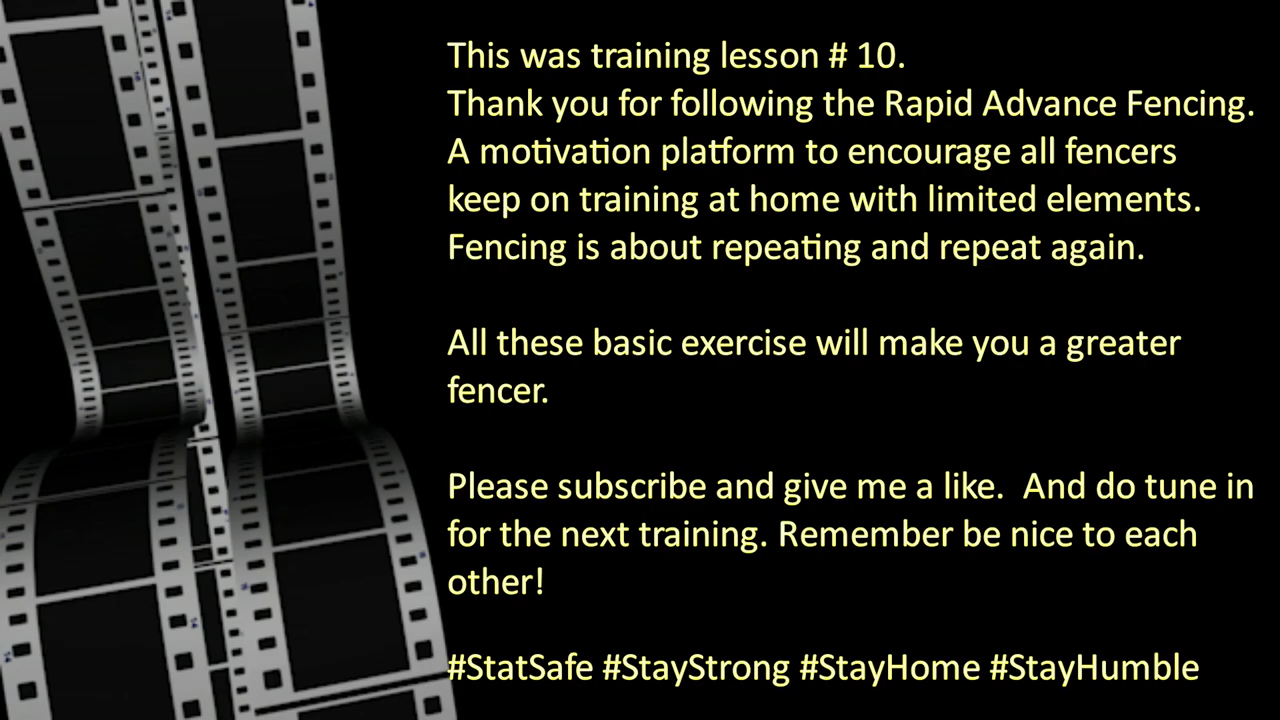 This was training lesson # 10.
Thank you for following the Rapid Advance Fencing.
A motivation platform to encourage all fencers
keep on training at home with limited elements.
Fencing is about repeating and repeat again.
All these basic exercise will make you a greater
fencer.
Please subscribe and give me a like.  And do tune in
for the next training. Remember be nice to each
other!
#StatSafe #StayStrong #StayHome #StayHumble